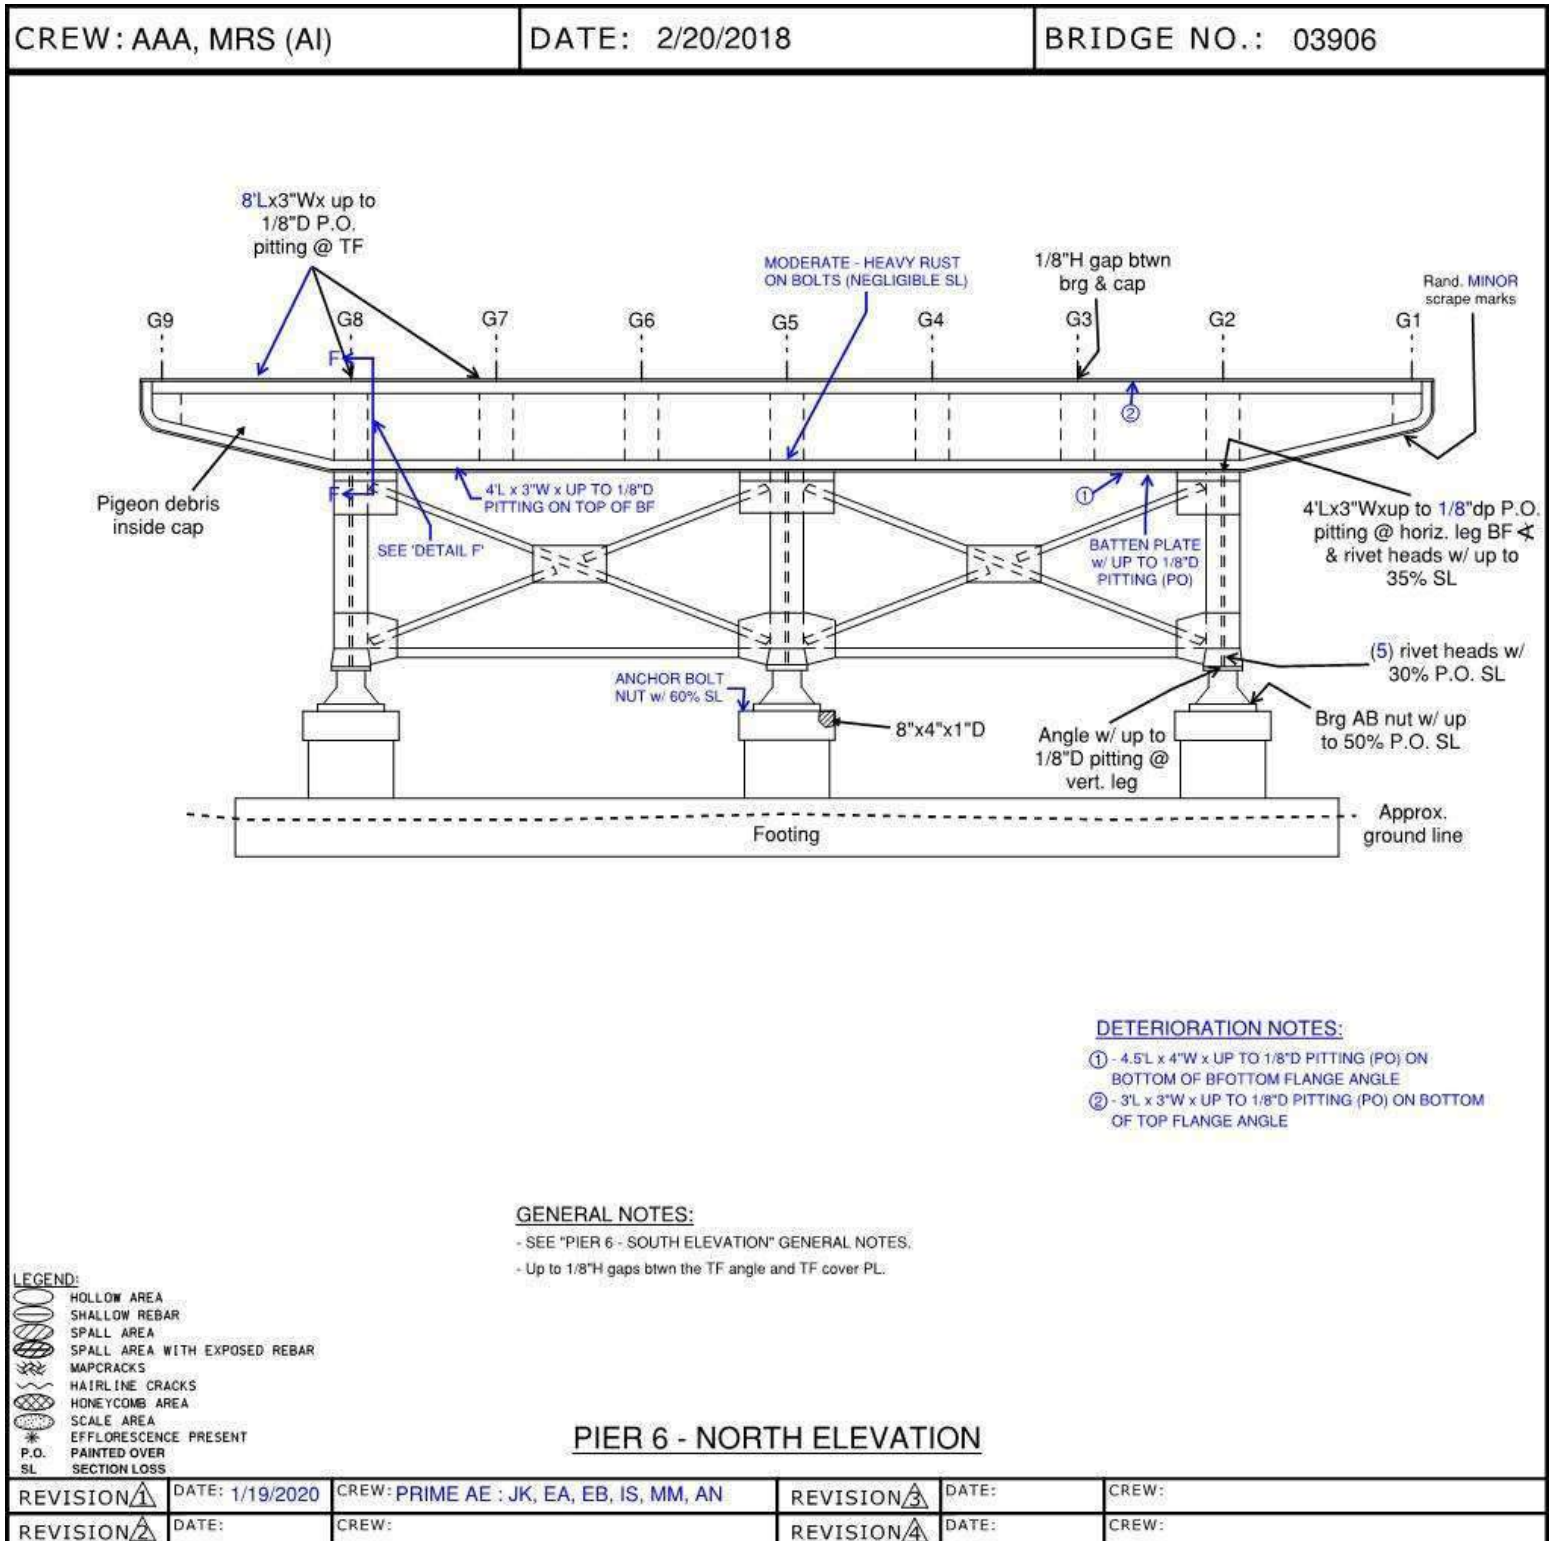 CREW: AAA, MRS (AI)
DATE: 2/20/2018
BRIDGE NO.: 03906
8'Lx3"Wx up to
1/8"D P.O.
pitting @ TF
MODERATE - HEAVY RUST
ON BOLTS (NEGLIGIBLE SL)
1/8"H gap btwn
brg & cap
Rand. MINOR
scrape marks
G9
G8
G7
G6
G5
G4
G3
G2
G1
F
2
Pigeon debris
inside cap
F
4'L x 3"W x UP TO 1/8"D
PITTING ON TOP OF BF
SEE 'DETAIL F'
1
BATTEN PLATE
w/ UP TO 1/8"D
PITTING (PO)
4'Lx3"Wxup to 1/8"dp P.O.
pitting @ horiz. leg BF ∢
& rivet heads w/ up to
35% SL
(5) rivet heads w/
30% P.O. SL
ANCHOR BOLT
NUT w/ 60% SL
8"x4"x1"D
Angle w/ up to
1/8"D pitting @
vert. leg
Brg AB nut w/ up
to 50% P.O. SL
Footing
Approx.
ground line
DETERIORATION NOTES:
① - 4.5'L x 4"W x UP TO 1/8"D PITTING (PO) ON
BOTTOM OF BFOTTOM FLANGE ANGLE
② - 3'L x 3"W x UP TO 1/8"D PITTING (PO) ON BOTTOM
OF TOP FLANGE ANGLE
GENERAL NOTES:
- SEE "PIER 6 - SOUTH ELEVATION" GENERAL NOTES.
- Up to 1/8"H gaps btwn the TF angle and TF cover PL.
LEGEND:
HOLLOW AREA
SHALLOW REBAR
SPALL AREA
SPALL AREA WITH EXPOSED REBAR
MAPCRACKS
HAIRLINE CRACKS
HONEYCOMB AREA
SCALE AREA
EFFLORESCENCE PRESENT
P.O. PAINTED OVER
SL SECTION LOSS
PIER 6 - NORTH ELEVATION
REVISION 1 DATE: 1/19/2020 CREW: PRIME AE : JK, EA, EB, IS, MM, AN
REVISION 3 DATE: CREW:
REVISION 2 DATE: CREW:
REVISION 4 DATE: CREW: